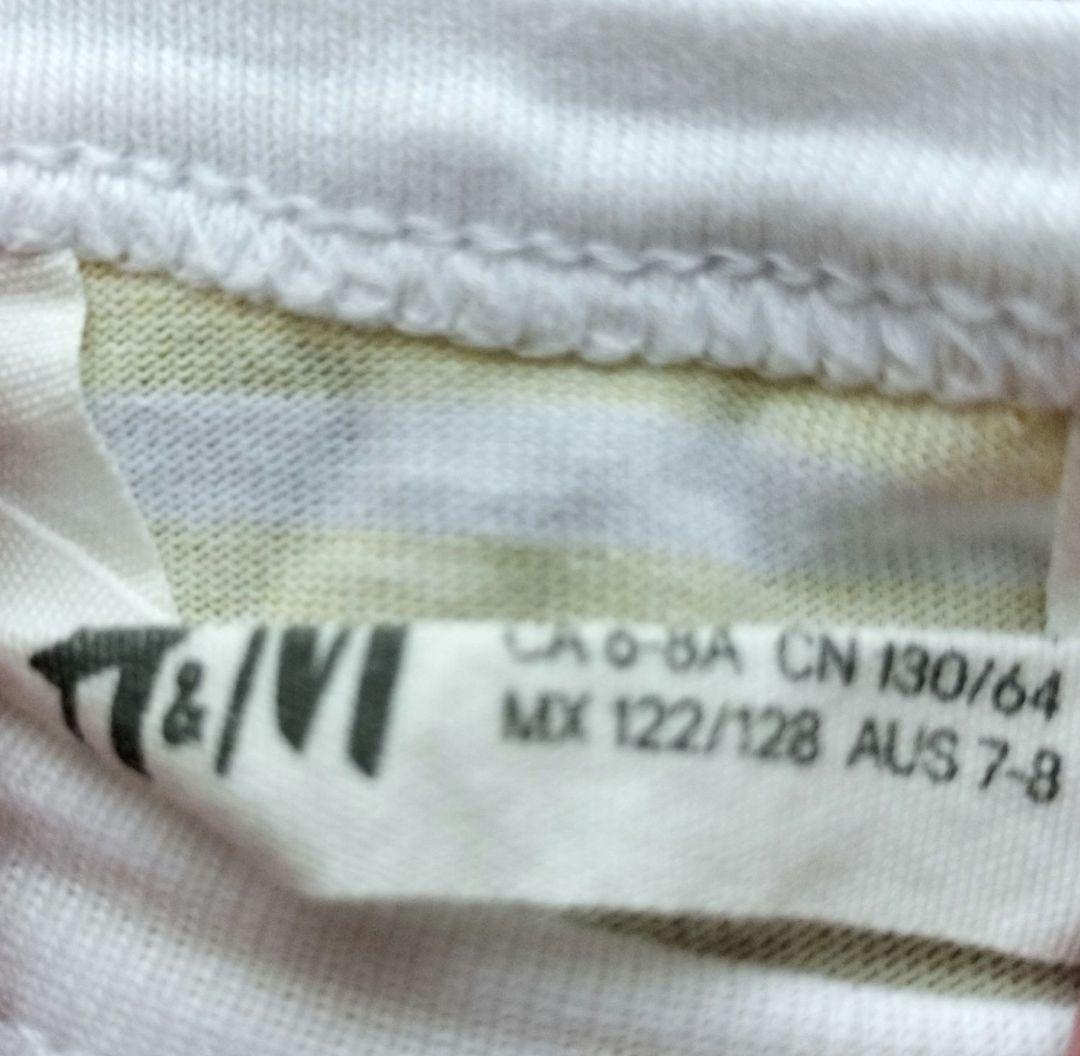 H&M
CA 6-8A CN 130/64
MX 122/128 AUS 7-8